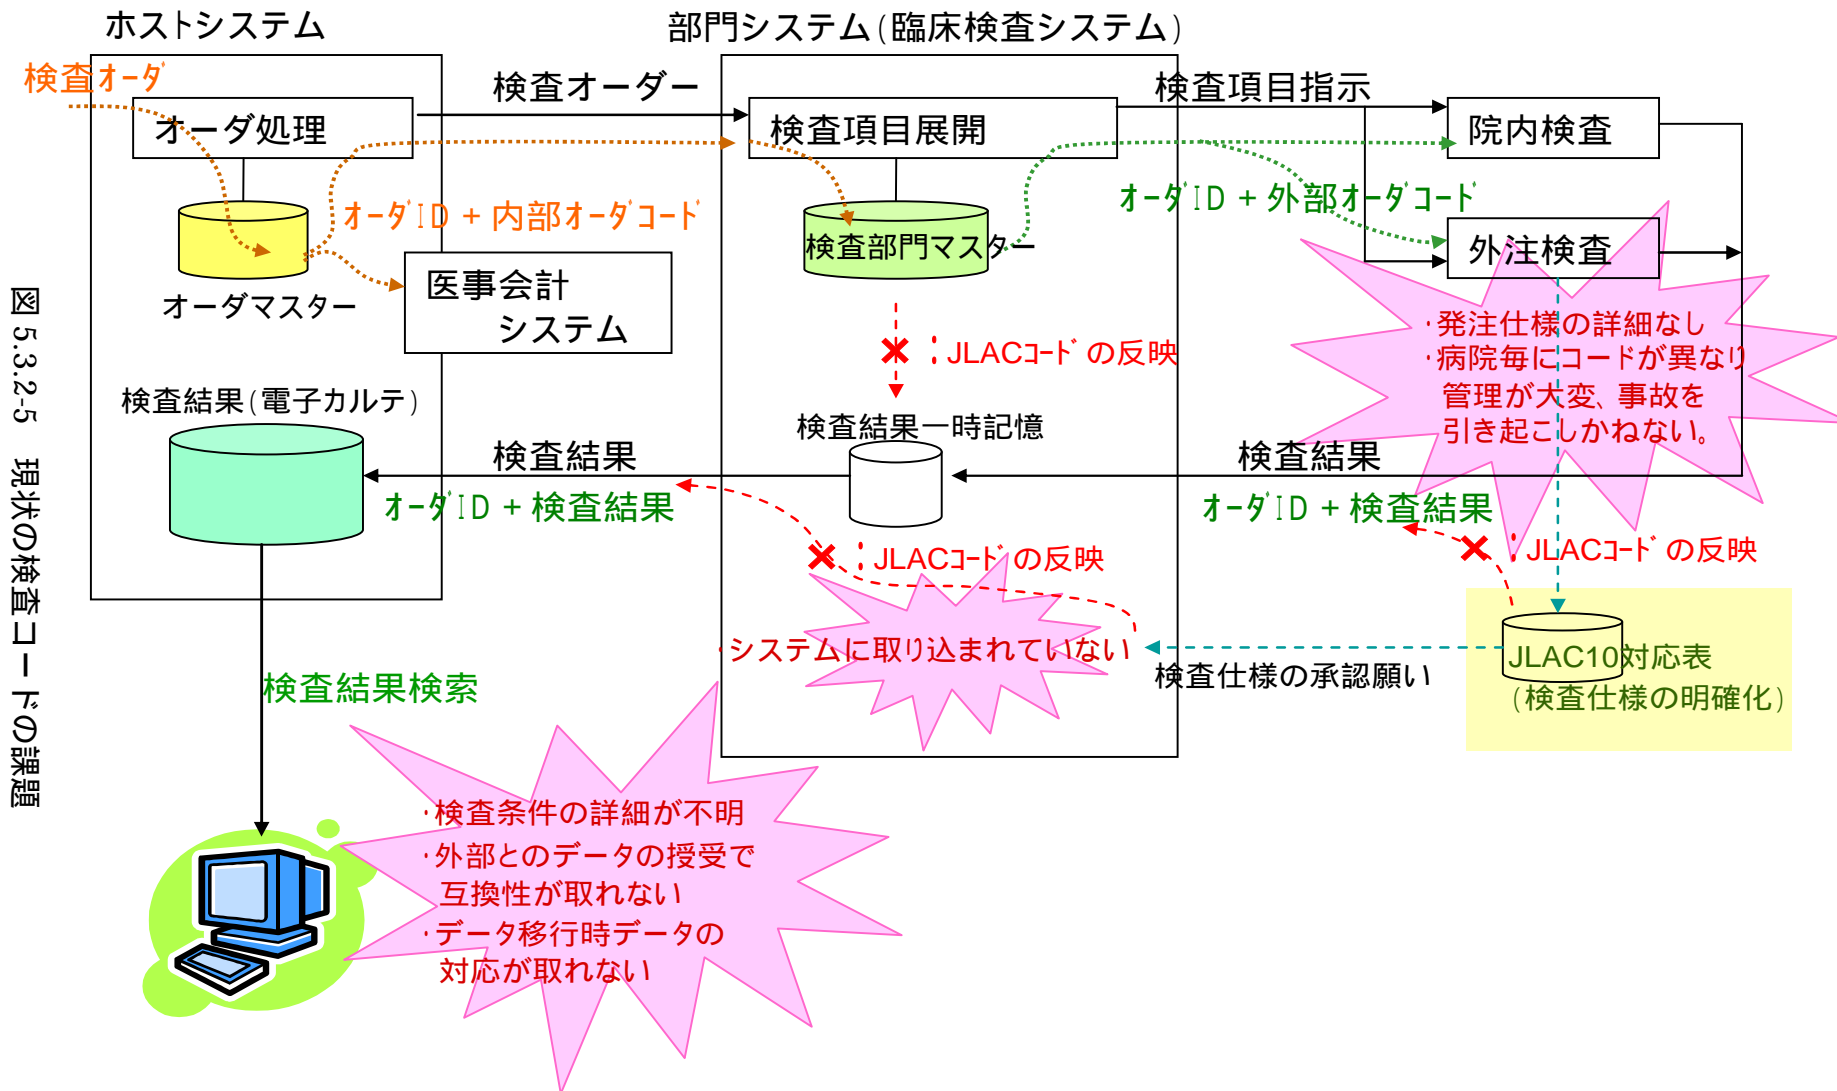 ホストシステム
部門システム(臨床検査システム)
検査オーダ
検査オーダー
検査項目指示
オーダ処理
検査項目展開
院内検査
オーダID + 内部オーダコード
オーダID + 外部オーダコード
検査部門マスター
外注検査
オーダマスター
医事会計
システム
・発注仕様の詳細なし
・病院毎にコードが異なり
管理が大変、事故を
引き起こしかねない。
:JLACコードの反映
検査結果(電子カルテ)
検査結果一時記憶
検査結果
検査結果
オーダID + 検査結果
オーダID + 検査結果
:JLACコードの反映
:JLACコードの反映
・システムに取り込まれていない
検査仕様の承認願い
JLAC10対応表
(検査仕様の明確化)
検査結果検索
・検査条件の詳細が不明
・外部とのデータの授受で
互換性が取れない
・データ移行時データの
対応が取れない
図 5.3.2-5 現状の検査コードの課題